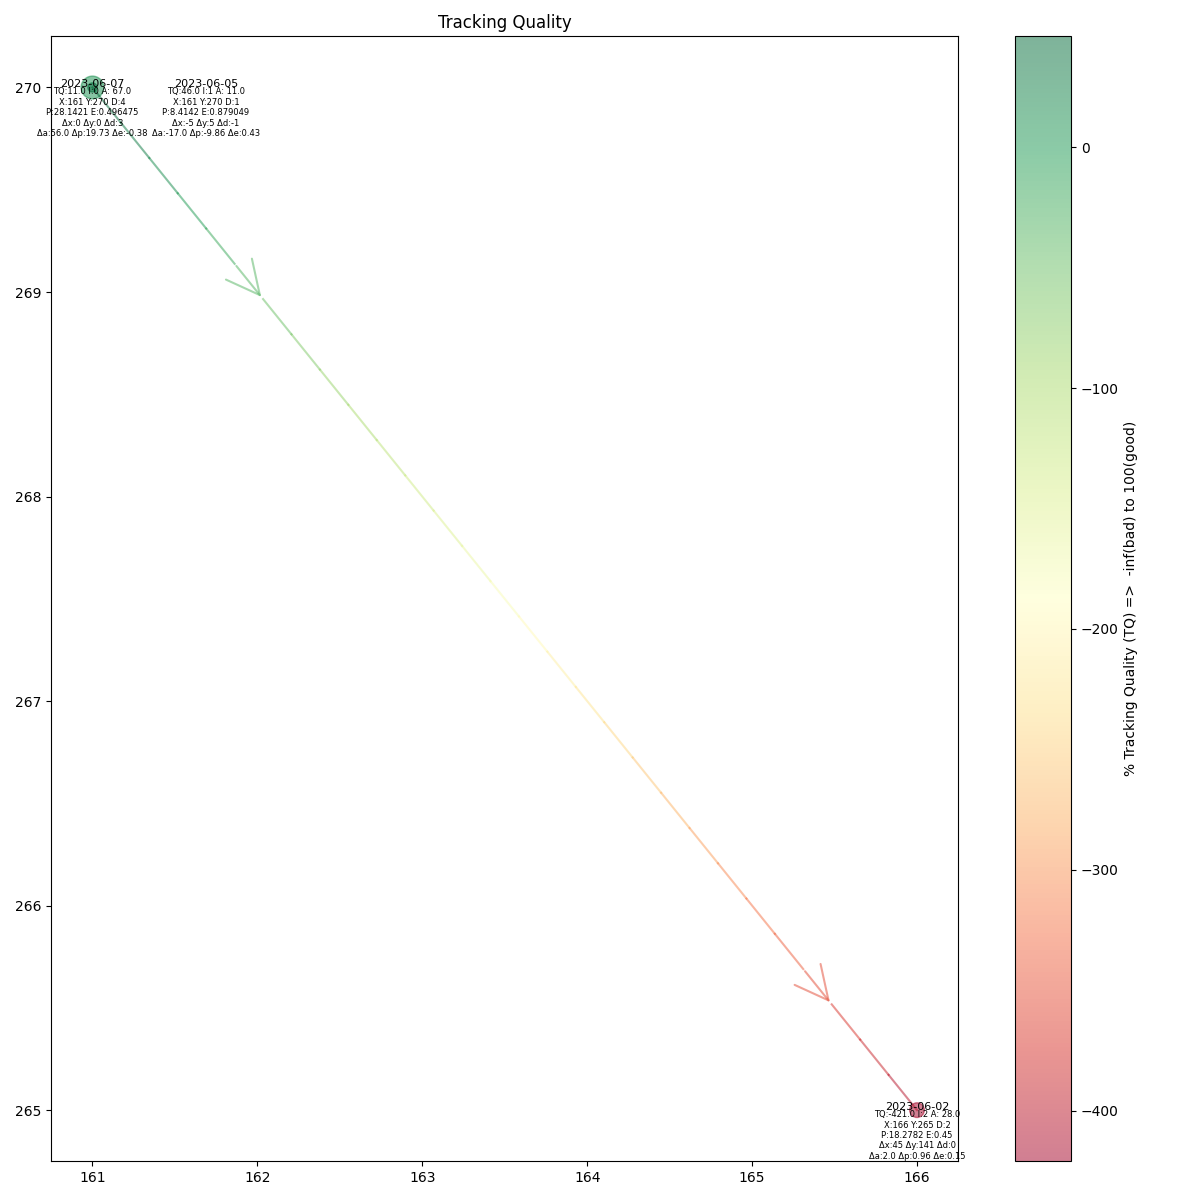 Tracking Quality
2023-06-07
TQ:11.0 A: 67.0
X:161 Y:270 D:4
P:28.1421 E:0.496475
Δx:0 Δy:0 Δd:3
Δa:56.0 Δp:19.73 Δe:-0.38
2023-06-05
TQ:46.0 I:1 A: 11.0
X:161 Y:270 D:1
P:8.4142 E:0.879049
Δx:-5 Δy:5 Δd:-1
Δa:-17.0 Δp:-9.86 Δe:0.43
2023-06-02
TQ:-421.0 I:2 A: 28.0
X:166 Y:265 D:2
P:18.2782 E:0.45
Δx:45 Δy:141 Δd:0
Δa:2.0 Δp:0.96 Δe:0.15
270
269
268
267
266
265
161
162
163
164
165
166
0
−100
−200
−300
−400
% Tracking Quality (TQ) => -inf(bad) to 100(good)